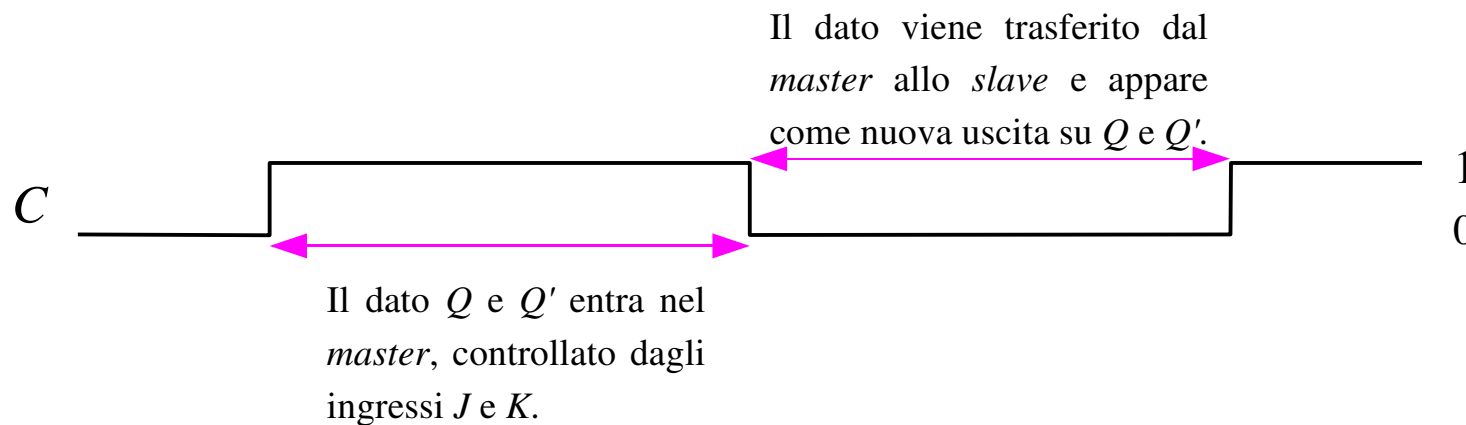 Il dato viene trasferito dal
master allo slave e appare
come nuova uscita su Q e Q'.
C
1
0
Il dato Q e Q' entra nel
master, controllato dagli
ingressi J e K.